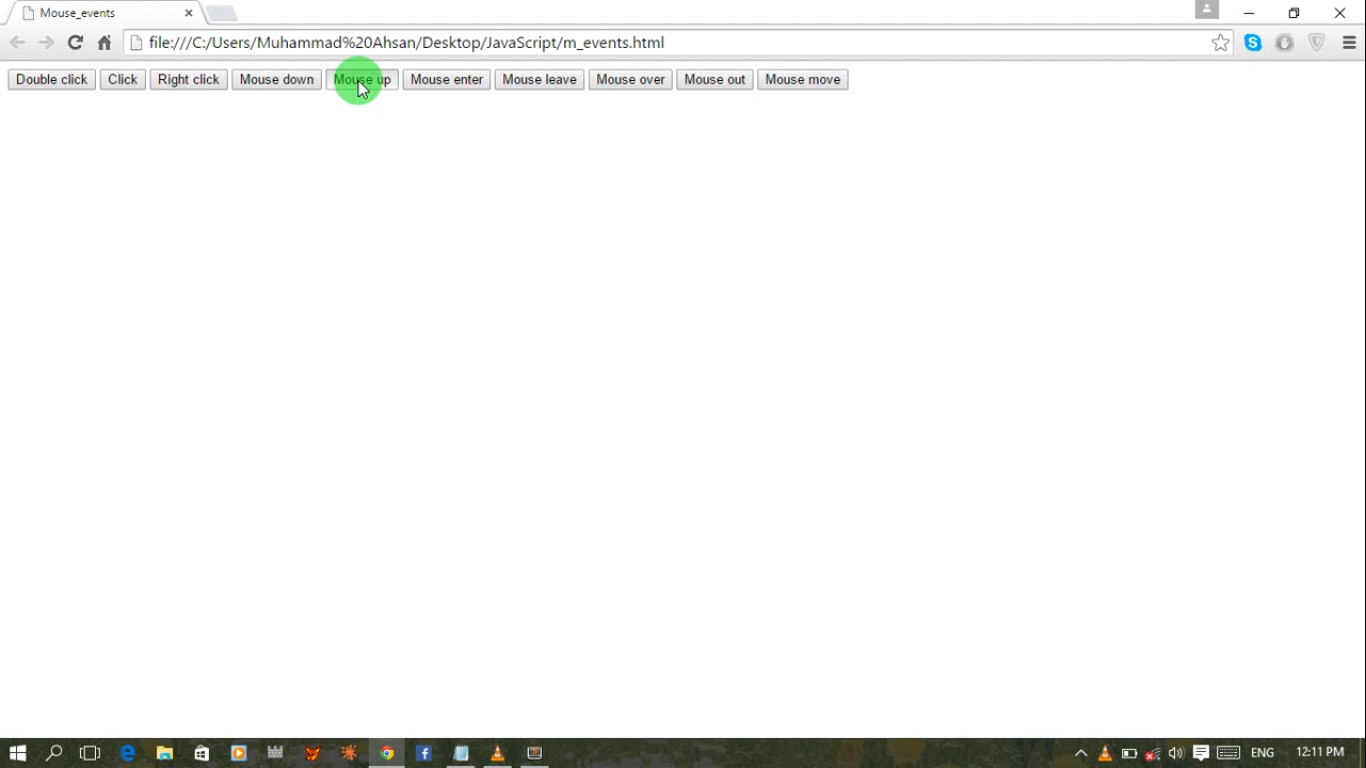 Mouse_events
file:///C:/Users/Muhammad%20Ahsan/Desktop/JavaScript/m_events.html
Double click Click Right click Mouse down Mouse up Mouse enter Mouse leave Mouse over Mouse out Mouse move
ENG 12:11 PM